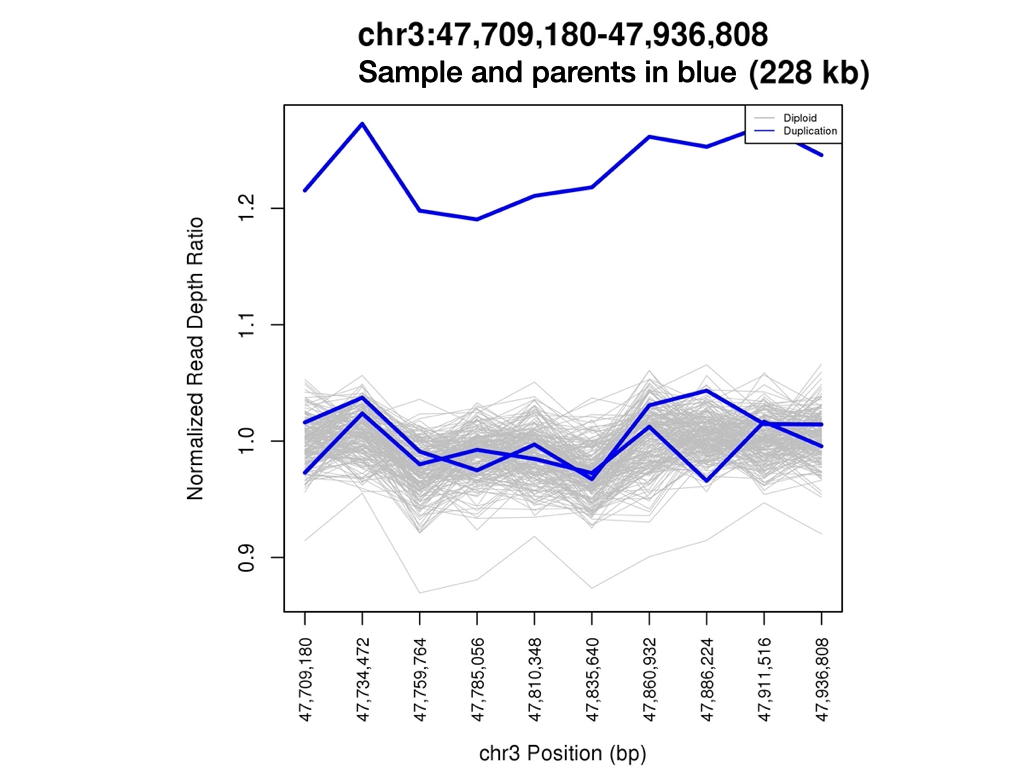 chr3:47,709,180-47,936,808
Sample and parents in blue (228 kb)
Diploid
Duplication
Normalized Read Depth Ratio
1.2
1.1
1.0
0.9
47,709,180
47,734,472
47,759,764
47,785,056
47,810,348
47,835,640
47,860,932
47,886,224
47,911,516
47,936,808
chr3 Position (bp)